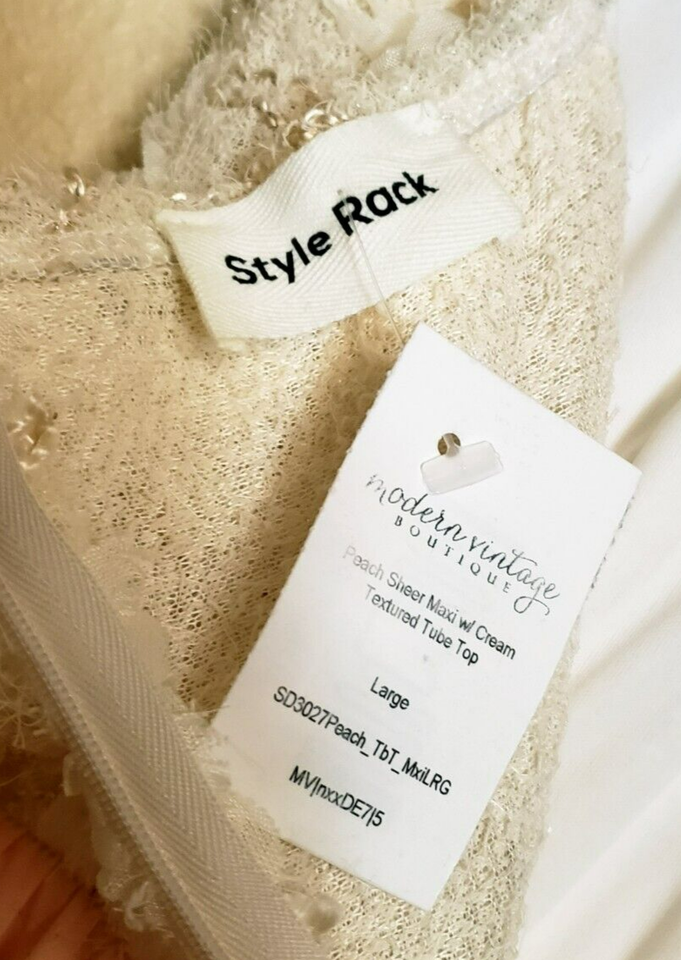 Style Rack
modern vintage
BOUTIQUE
Peach Sheer Maxi w/ Cream
Textured Tube Top
Large
SD3027Peach_TbT_MxiLRG
MV|nxxDE7|5